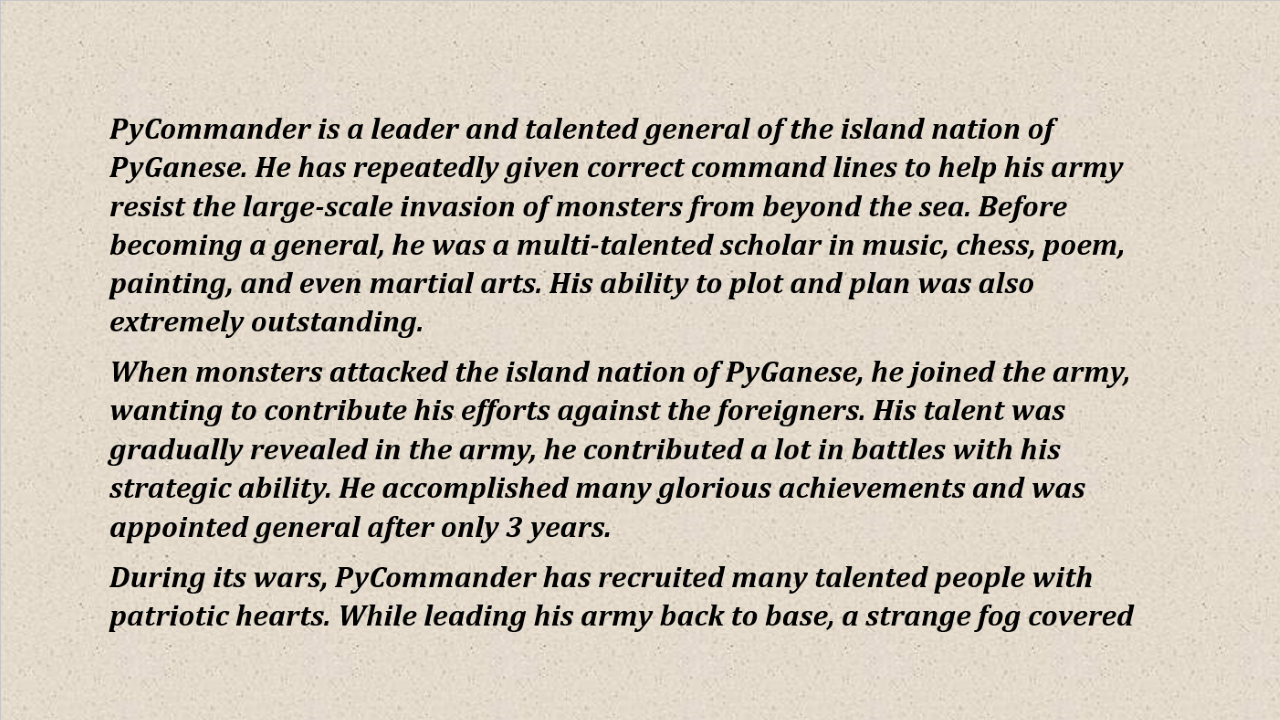 PyCommander is a leader and talented general of the island nation of
PyGanese. He has repeatedly given correct command lines to help his army
resist the large-scale invasion of monsters from beyond the sea. Before
becoming a general, he was a multi-talented scholar in music, chess, poem,
painting, and even martial arts. His ability to plot and plan was also
extremely outstanding.
When monsters attacked the island nation of PyGanese, he joined the army,
wanting to contribute his efforts against the foreigners. His talent was
gradually revealed in the army, he contributed a lot in battles with his
strategic ability. He accomplished many glorious achievements and was
appointed general after only 3 years.
During its wars, PyCommander has recruited many talented people with
patriotic hearts. While leading his army back to base, a strange fog covered